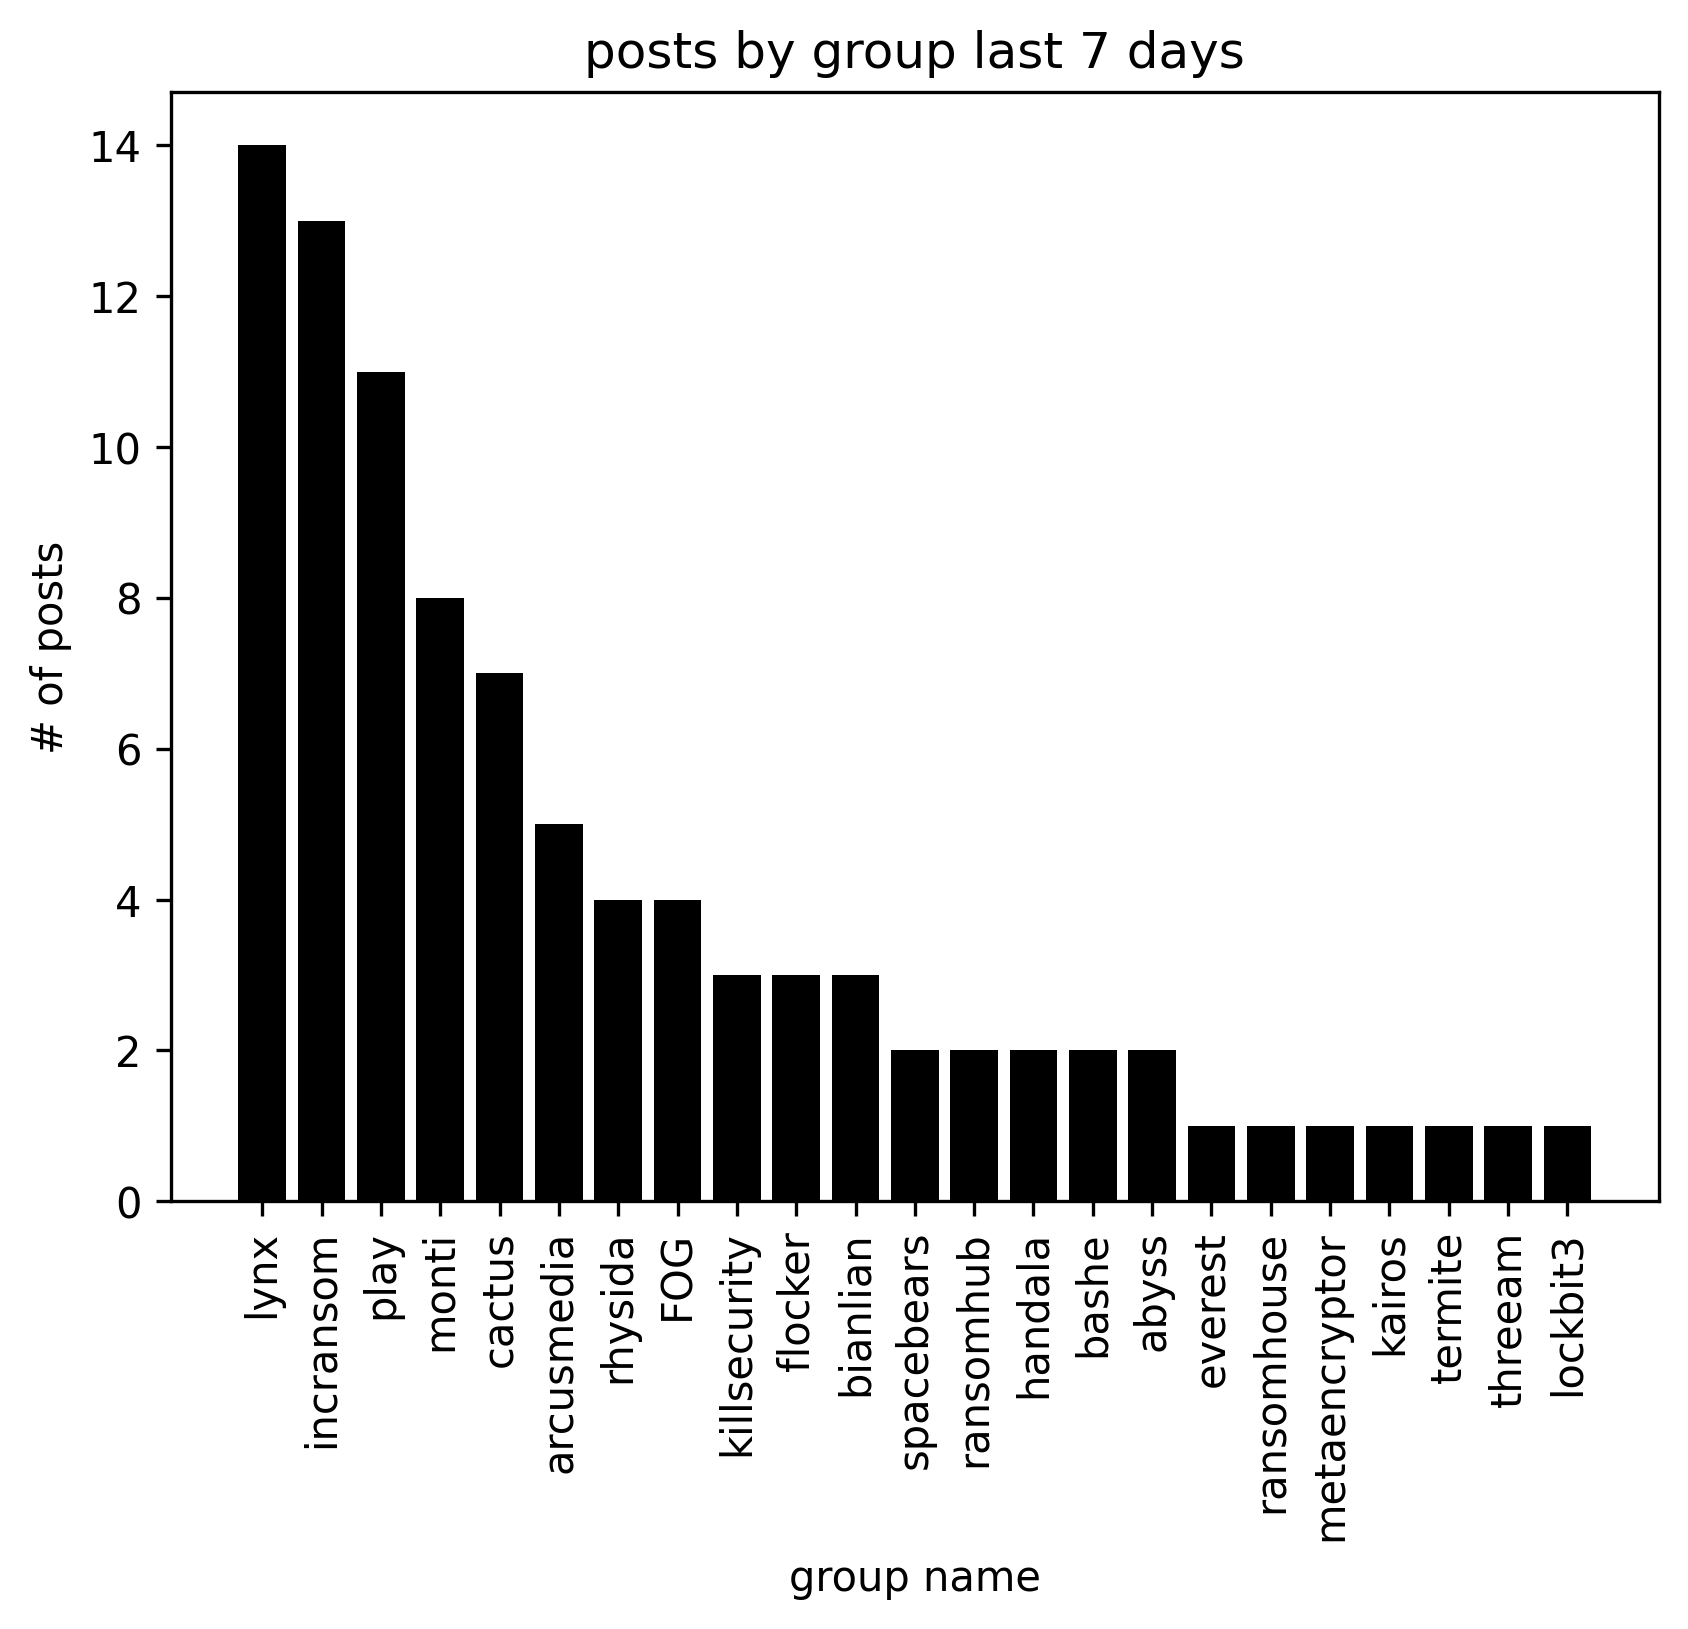 posts by group last 7 days
14
12
10
8
6
4
2
0
# of posts
lynx
incransom
play
monti
cactus
arcusmedia
rhysida
FOG
killsecurity
flocker
bianlian
spacebears
ransomhub
handala
bashe
abyss
everest
ransomhouse
metaencryptor
kairos
termite
threeam
lockbit3
group name